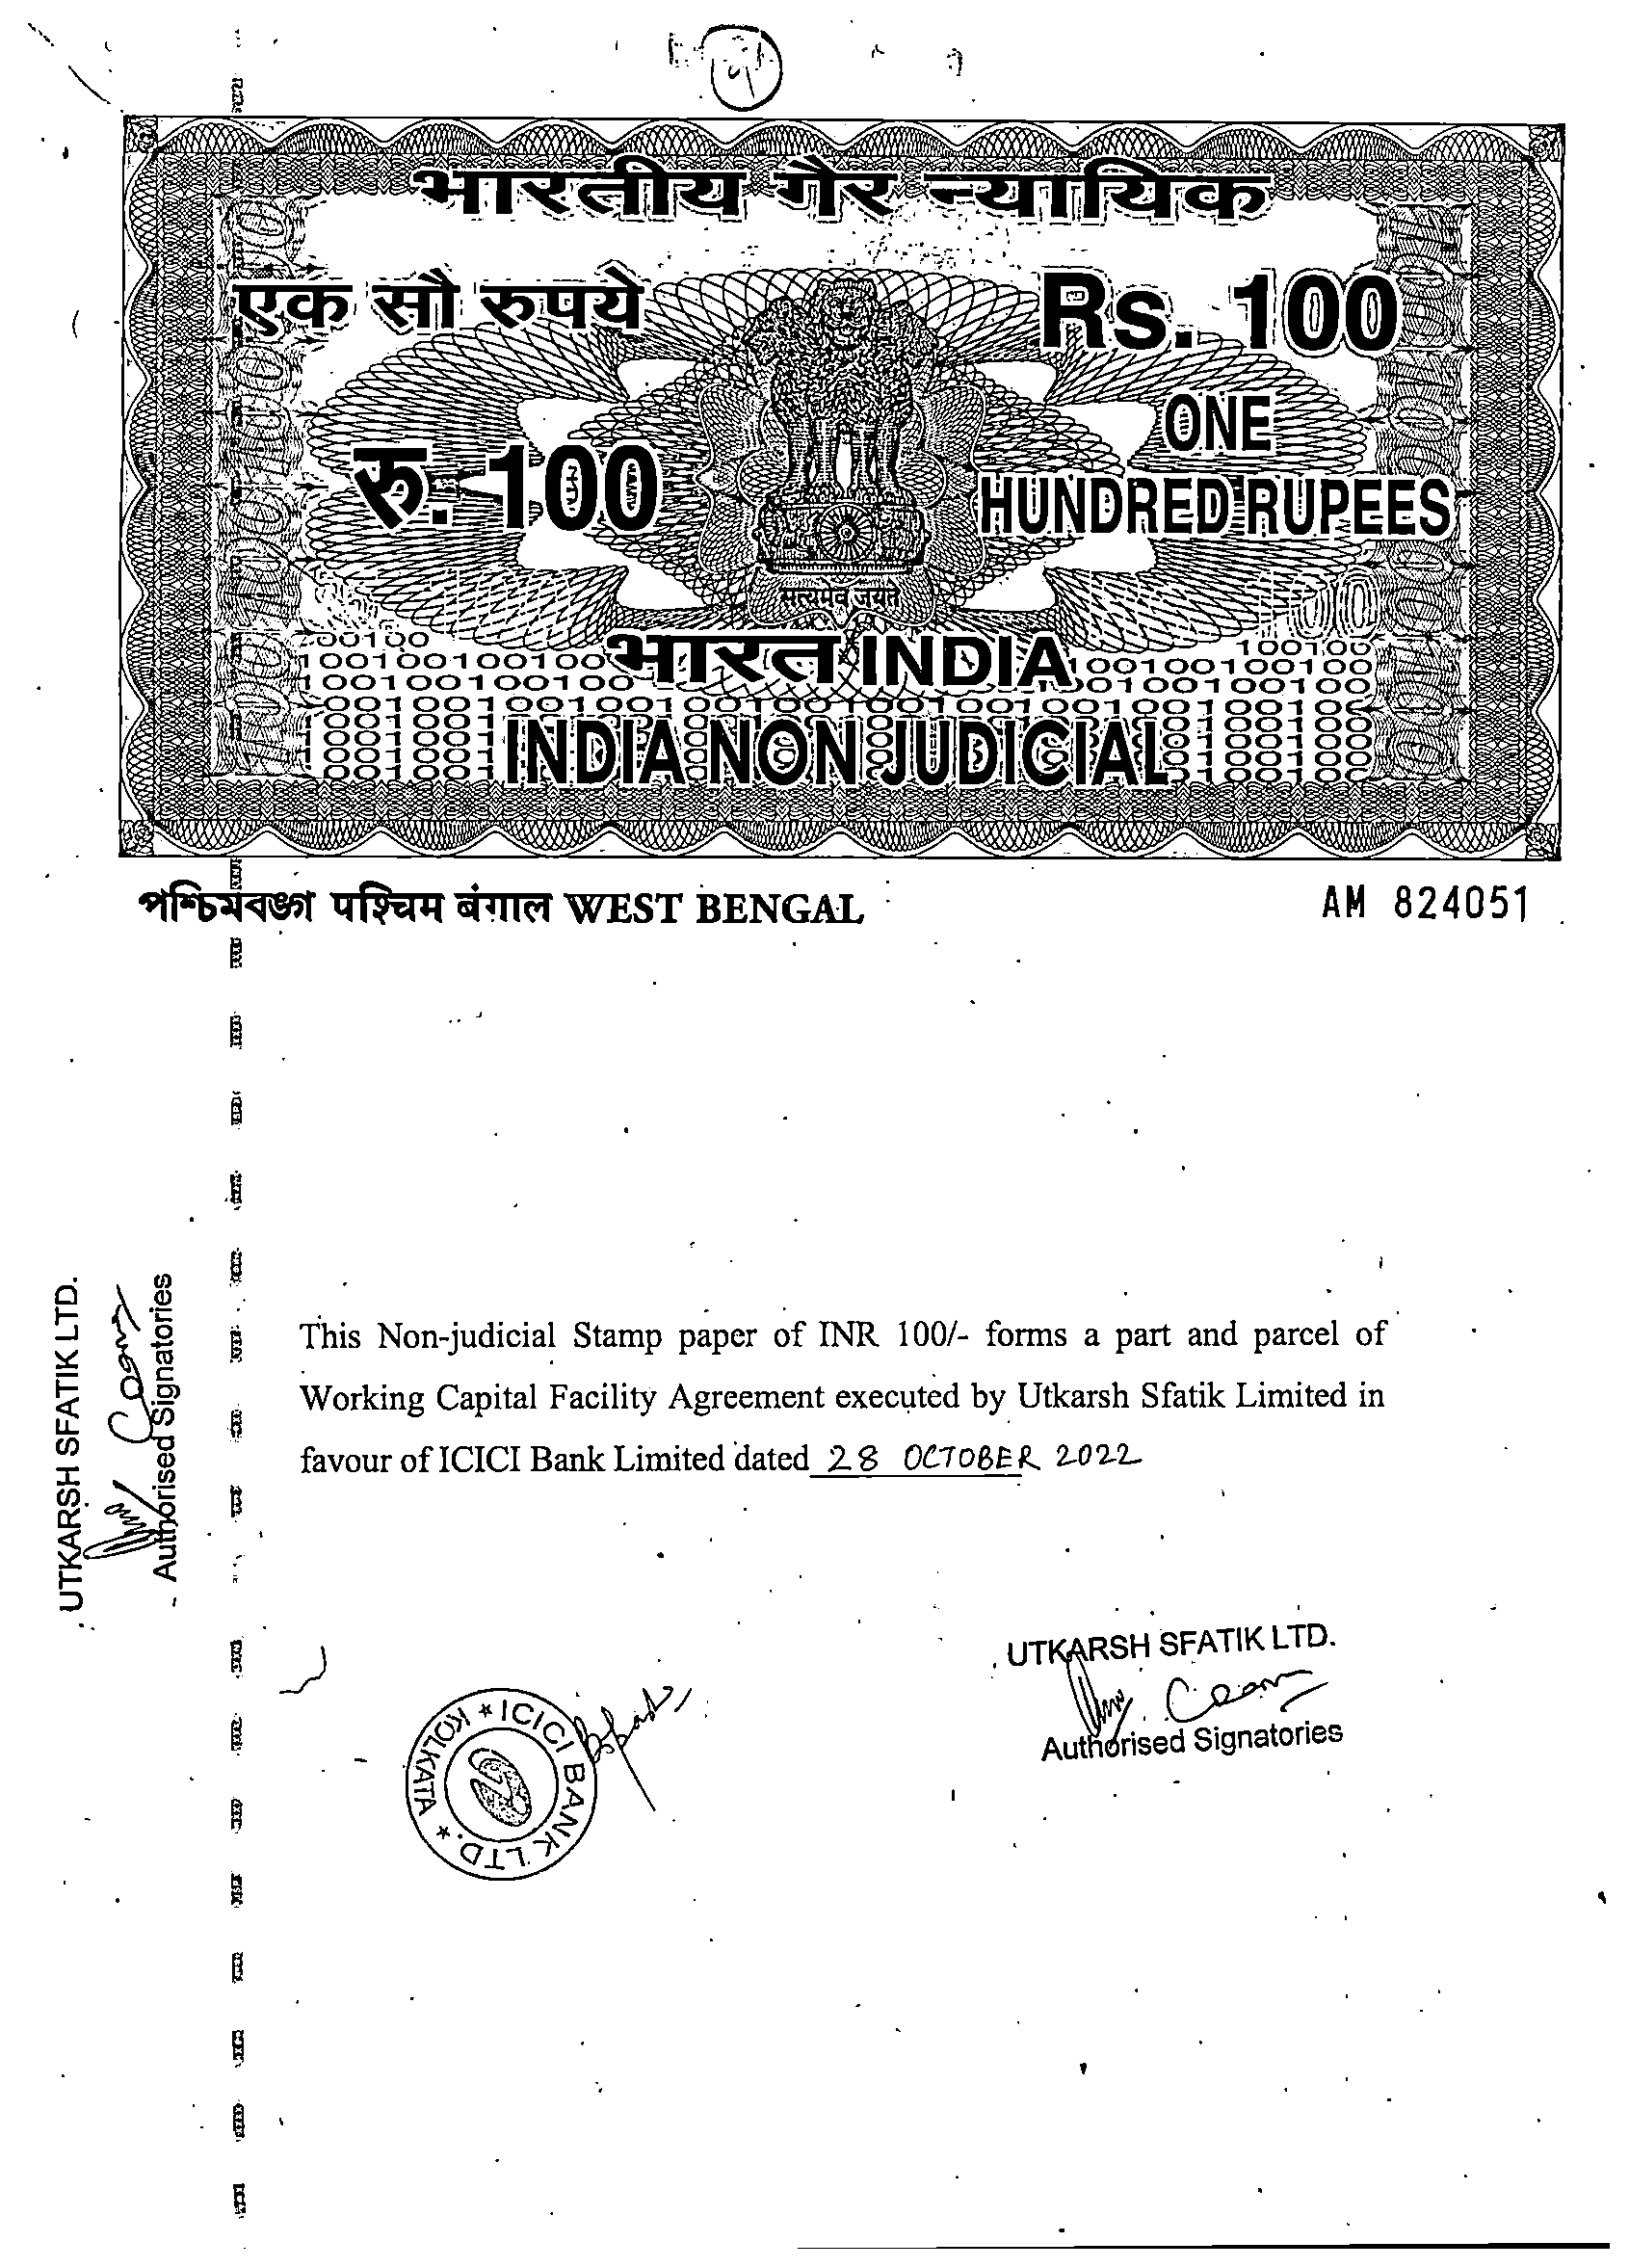 भारतीय गैर न्यायिक
एक सौ रुपये
Rs. 100
रु. 100
ONE
HUNDRED RUPEES
सत्यमेव जयते
भारत INDIA
INDIA NON JUDICIAL
পশ্চিমবঙ্গ पश्चिम बंगाल WEST BENGAL
AM 824051
This Non-judicial Stamp paper of INR 100/- forms a part and parcel of
Working Capital Facility Agreement executed by Utkarsh Sfatik Limited in
favour of ICICI Bank Limited dated 28 OCTOBER 2022
UTKARSH SFATIK LTD.
Authorised Signatories
UTKARSH SFATIK LTD.
Authorised Signatories
ICICI BANK LTD. * KOLKATA *